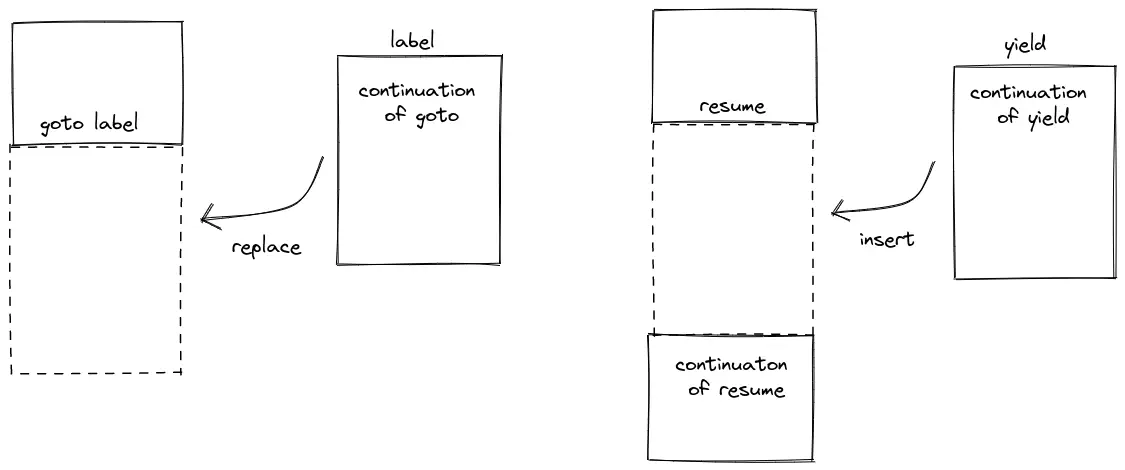 label
continuation
of goto
goto label
replace
yield
continuation
of yield
resume
insert
continuaton
of resume